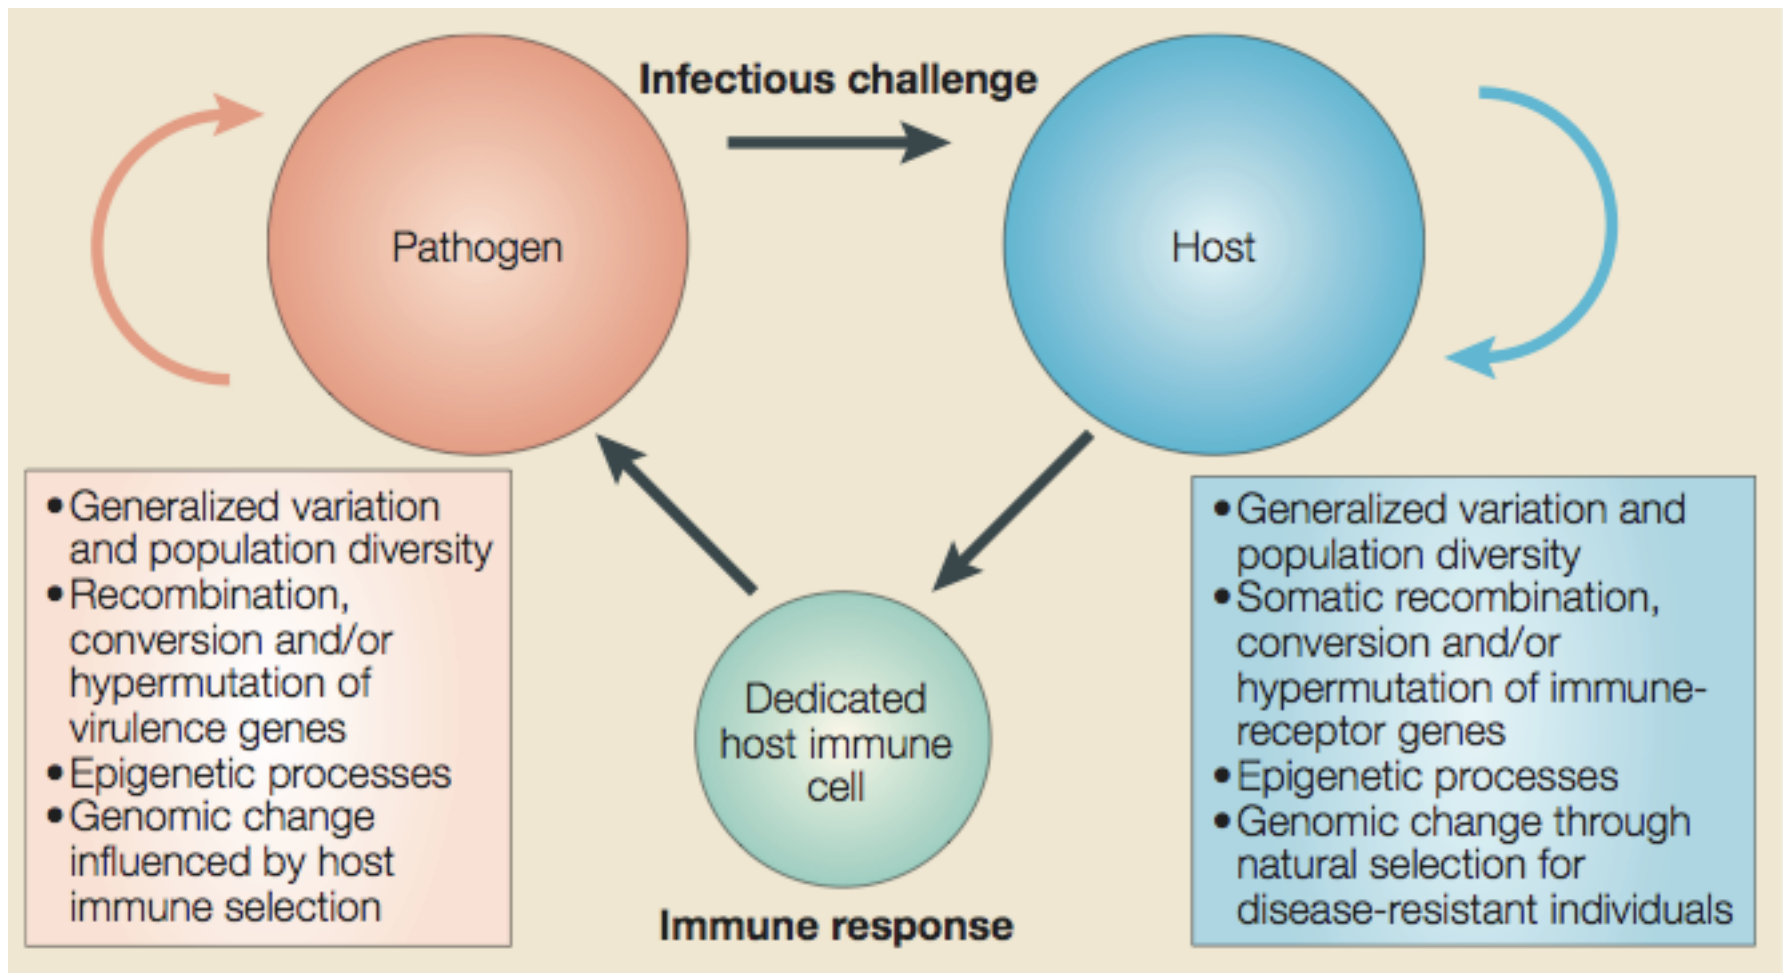 Infectious challenge
Pathogen
Host
•Generalized variation
and population diversity
•Recombination,
conversion and/or
hypermutation of
virulence genes
•Epigenetic processes
•Genomic change
influenced by host
immune selection
Dedicated
host immune
cell
Immune response
•Generalized variation and
population diversity
•Somatic recombination,
conversion and/or
hypermutation of immune-
receptor genes
•Epigenetic processes
•Genomic change through
natural selection for
disease-resistant individuals